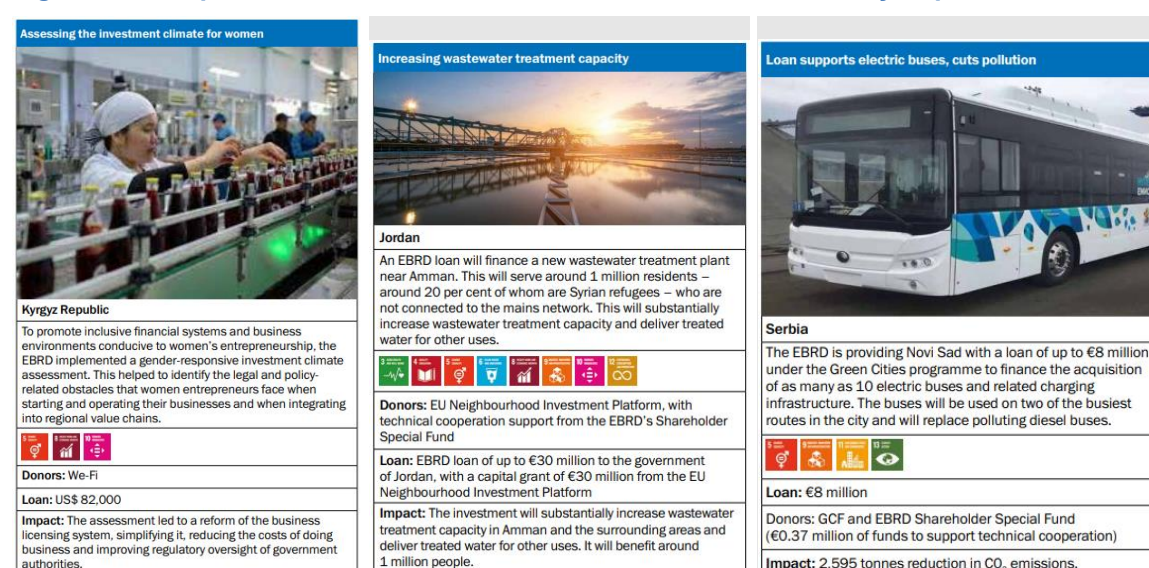 Assessing the investment climate for women
Kyrgyz Republic
To promote inclusive financial systems and business
environments conducive to women's entrepreneurship, the
EBRD implemented a gender-responsive investment climate
assessment. This helped to identify the legal and policy-
related obstacles that women entrepreneurs face when
starting and operating their businesses and when integrating
into regional value chains.
5
8
10
Donors: We-Fi
Loan: US$ 82,000
Impact: The assessment led to a reform of the business
licensing system, simplifying it, reducing the costs of doing
business and improving regulatory oversight of government
authorities.
Increasing wastewater treatment capacity
Jordan
An EBRD loan will finance a new wastewater treatment plant
near Amman. This will serve around 1 million residents –
around 20 per cent of whom are Syrian refugees – who are
not connected to the mains network. This will substantially
increase wastewater treatment capacity and deliver treated
water for other uses.
3
4
5
6
8
9
10
12
Donors: EU Neighbourhood Investment Platform, with
technical cooperation support from the EBRD's Shareholder
Special Fund
Loan: EBRD loan of up to €30 million to the government
of Jordan, with a capital grant of €30 million from the EU
Neighbourhood Investment Platform
Impact: The investment will substantially increase wastewater
treatment capacity in Amman and the surrounding areas and
deliver treated water for other uses. It will benefit around
1 million people.
Loan supports electric buses, cuts pollution
Serbia
The EBRD is providing Novi Sad with a loan of up to €8 million
under the Green Cities programme to finance the acquisition
of as many as 10 electric buses and related charging
infrastructure. The buses will be used on two of the busiest
routes in the city and will replace polluting diesel buses.
5
9
11
13
Loan: €8 million
Donors: GCF and EBRD Shareholder Special Fund
(€0.37 million of funds to support technical cooperation)
Impact: 2,595 tonnes reduction in CO₂ emissions.